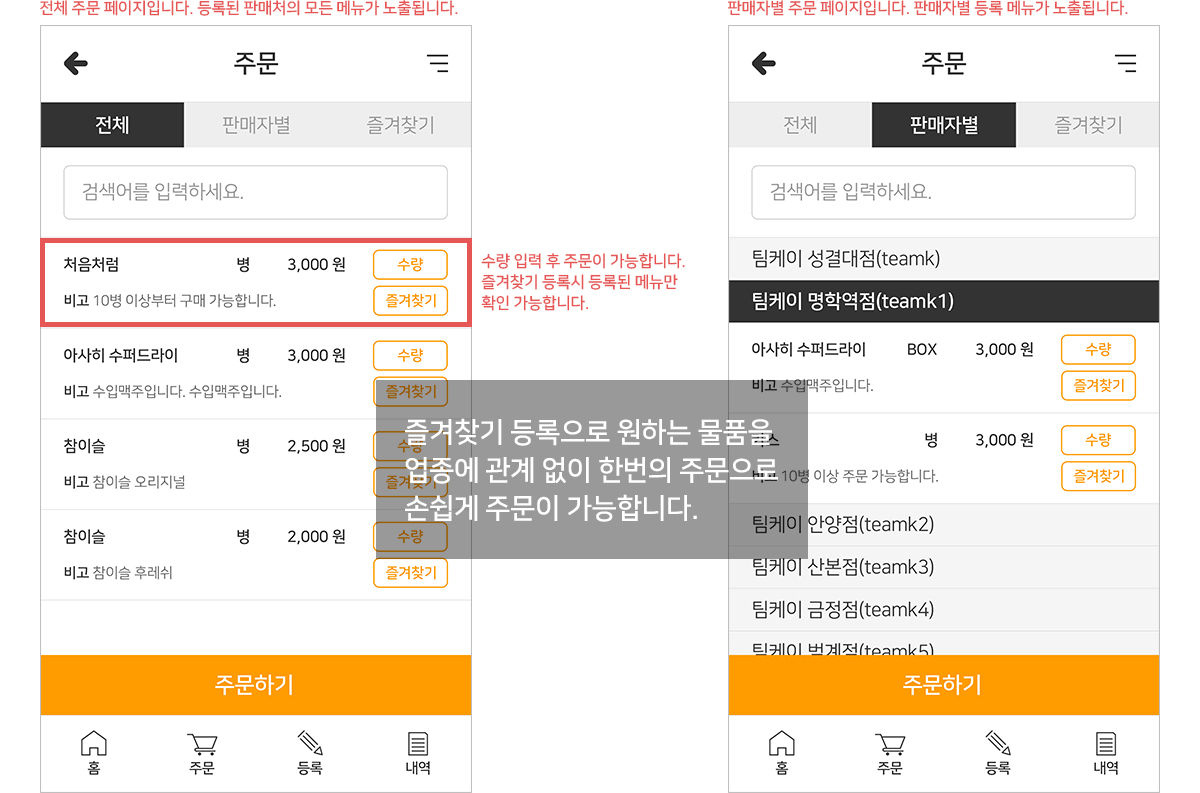 전체 주문 페이지입니다. 등록된 판매처의 모든 메뉴가 노출됩니다.
주문
전체 판매자별 즐겨찾기
검색어를 입력하세요.
처음처럼 병 3,000 원 수량
비고 10병 이상부터 구매 가능합니다. 즐겨찾기
수량 입력 후 주문이 가능합니다.
즐겨찾기 등록시 등록된 메뉴만
확인 가능합니다.
아사히 수퍼드라이 병 3,000 원 수량
비고 수입맥주입니다. 수입맥주입니다. 즐겨찾기
참이슬 병 2,500 원 수량
비고 참이슬 오리지널 즐겨찾기
참이슬 병 2,000 원 수량
비고 참이슬 후레쉬 즐겨찾기
주문하기
홈 주문 등록 내역
즐겨찾기 등록으로 원하는 물품을
업종에 관계 없이 한번의 주문으로
손쉽게 주문이 가능합니다.
판매자별 주문 페이지입니다. 판매자별 등록 메뉴가 노출됩니다.
주문
전체 판매자별 즐겨찾기
검색어를 입력하세요.
팀케이 성결대점(teamk)
팀케이 명학역점(teamk1)
아사히 수퍼드라이 BOX 3,000 원 수량
비고 수입맥주입니다. 즐겨찾기
병 3,000 원 수량
비고 10병 이상 주문 가능합니다. 즐겨찾기
팀케이 안양점(teamk2)
팀케이 산본점(teamk3)
팀케이 금정점(teamk4)
팀케이 범계점(teamk5)
주문하기
홈 주문 등록 내역